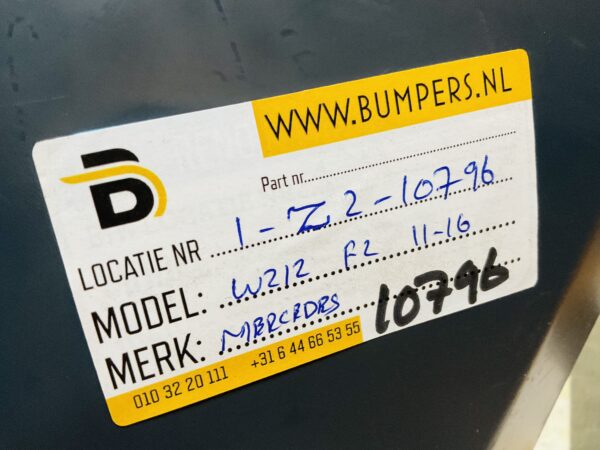 WWW.BUMPERS.NL
B
Part nr.
LOCATIE NR 1-Z2-10796
MODEL: W212 F2 11-16
MERK: MERCEDES
10796
010 32 20 111 +31 6 44 66 53 55